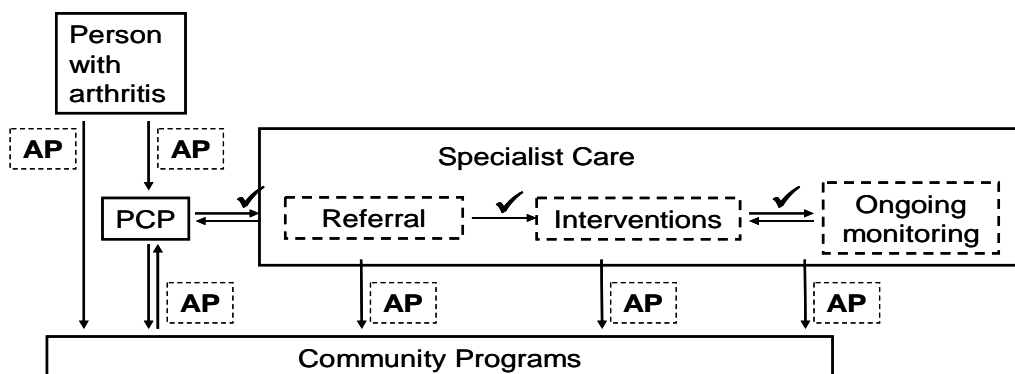 Person
with
arthritis
AP
AP
Specialist Care
PCP
Referral
Interventions
Ongoing
monitoring
AP
AP
AP
AP
Community Programs